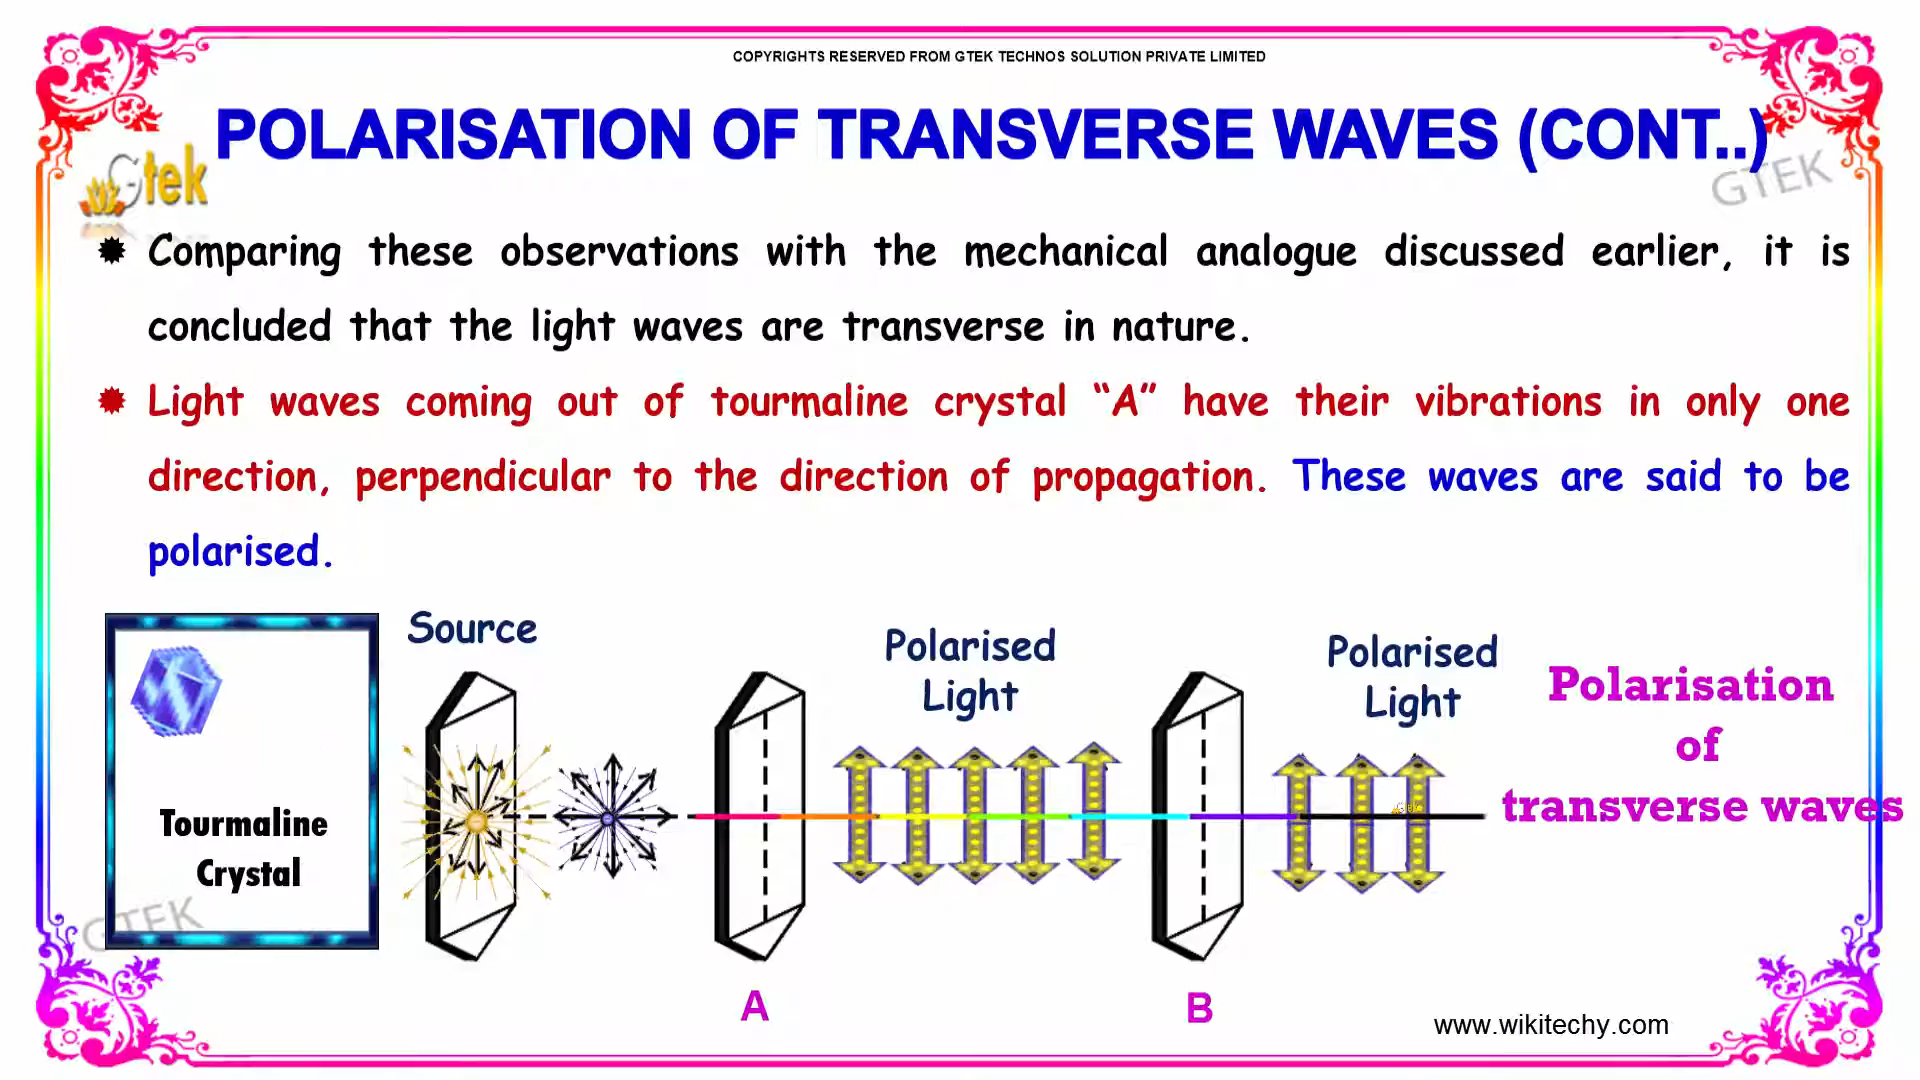 COPYRIGHTS RESERVED FROM GTEK TECHNOS SOLUTION PRIVATE LIMITED
POLARISATION OF TRANSVERSE WAVES (CONT..)
Gtek
GTEK
Comparing these observations with the mechanical analogue discussed earlier, it is
concluded that the light waves are transverse in nature.
Light waves coming out of tourmaline crystal “A” have their vibrations in only one
direction, perpendicular to the direction of propagation. These waves are said to be
polarised.
Source
Polarised
Light
Polarised
Light
Polarisation
of
transverse waves
Tourmaline
Crystal
GTEK
A
B
www.wikitechy.com